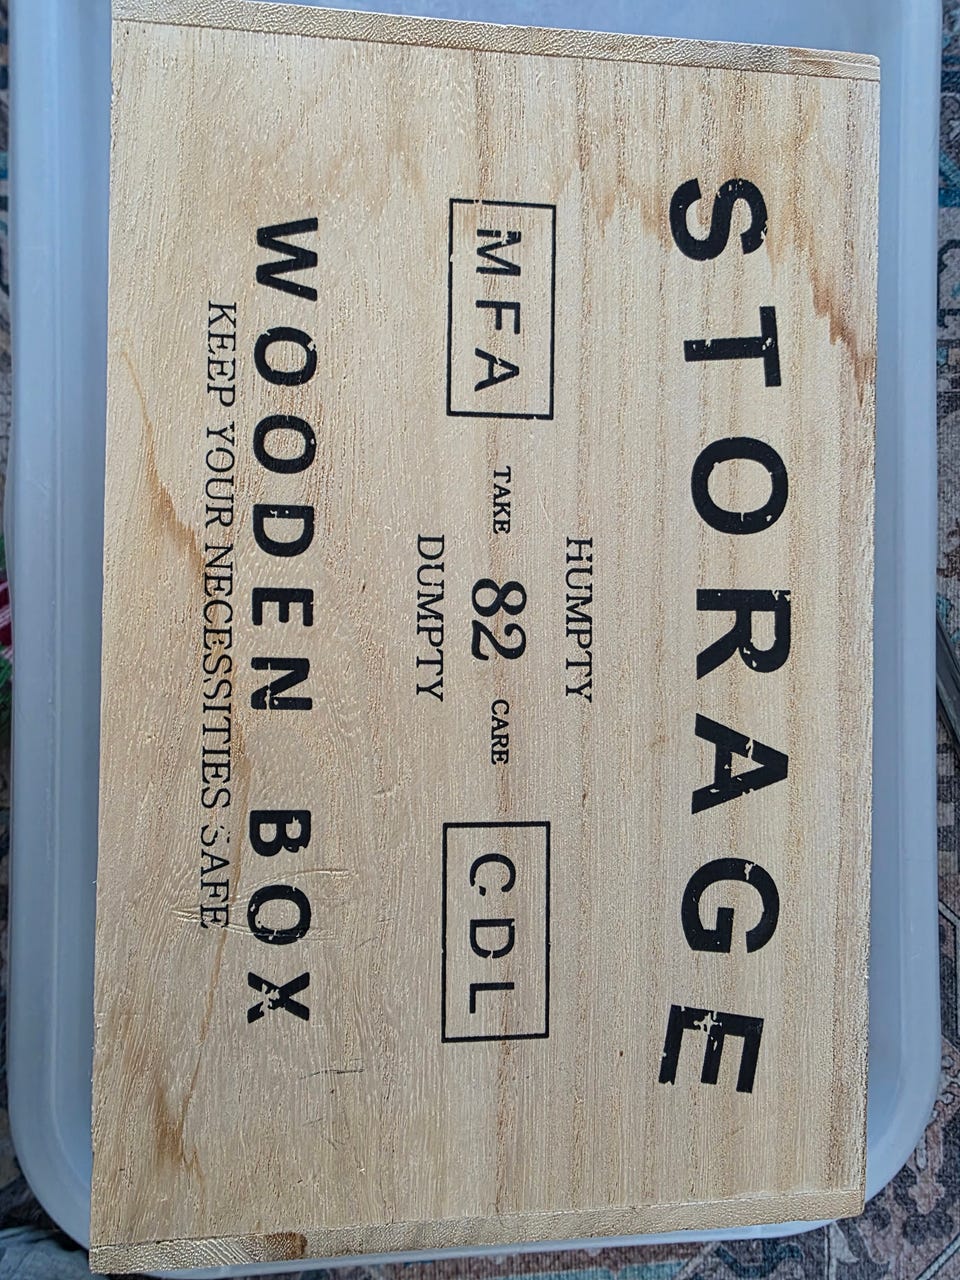 STORAGE
HUMPTY
MFA TAKE 82 CARE CDL
DUMPTY
WOODEN BOX
KEEP YOUR NECESSITIES SAFE